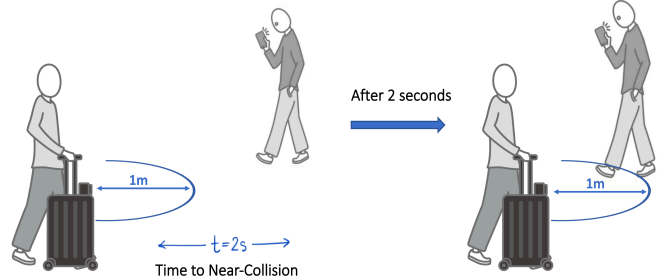 1m
t=2s
Time to Near-Collision
After 2 seconds
1m